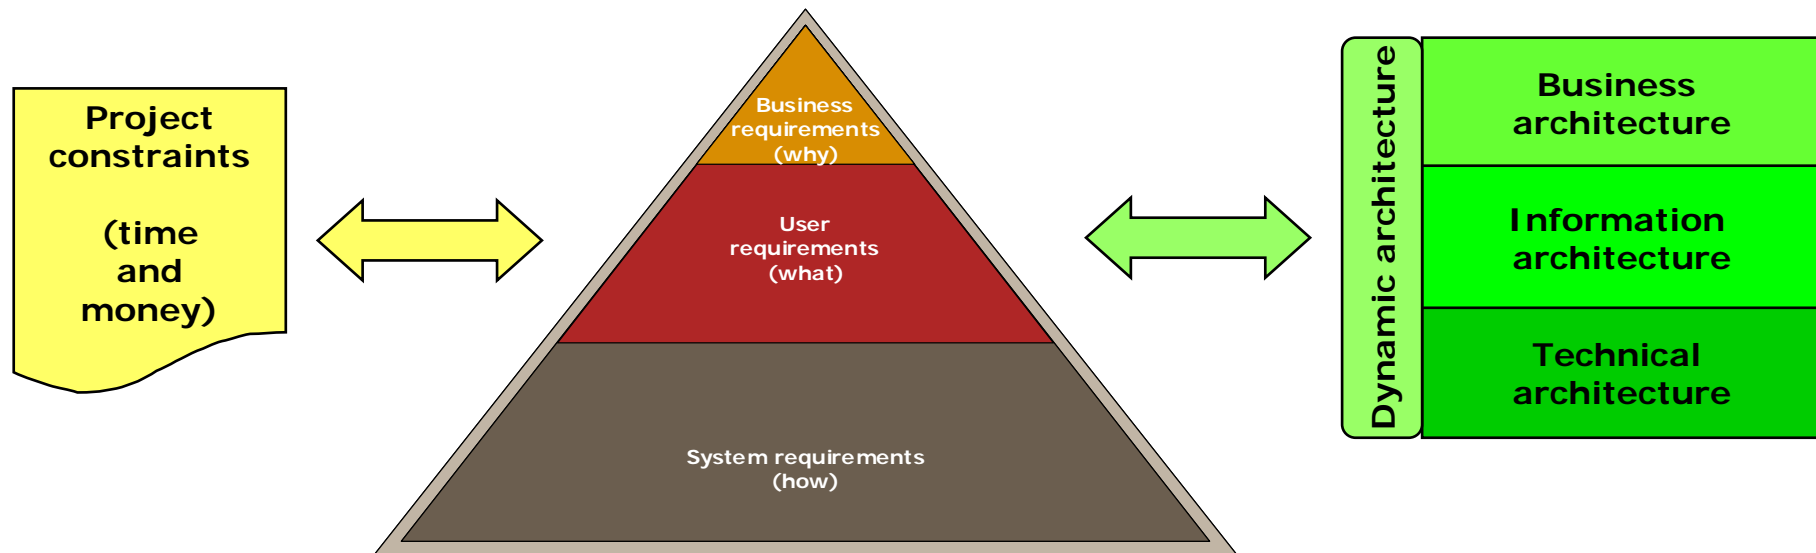 Project
constraints
(time
and
money)
Business
requirements
(why)
User
requirements
(what)
System requirements
(how)
Dynamic architecture
Business
architecture
Information
architecture
Technical
architecture